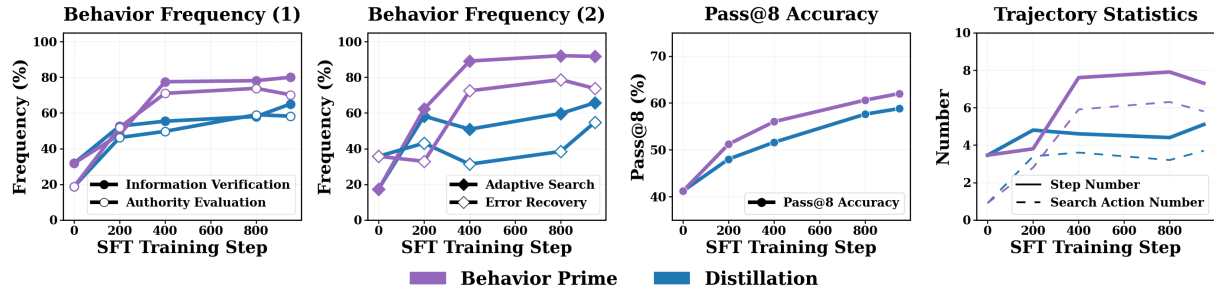 Behavior Frequency (1)
Frequency (%)
100
80
60
40
20
0
Information Verification
Authority Evaluation
0 200 400 600 800
SFT Training Step
Behavior Frequency (2)
Frequency (%)
100
80
60
40
20
0
Adaptive Search
Error Recovery
0 200 400 600 800
SFT Training Step
Pass@8 Accuracy
Pass@8 (%)
70
60
50
40
Pass@8 Accuracy
0 200 400 600 800
SFT Training Step
Trajectory Statistics
Number
10
8
6
4
2
0
Step Number
Search Action Number
0 200 400 600 800
SFT Training Step
Behavior Prime
Distillation